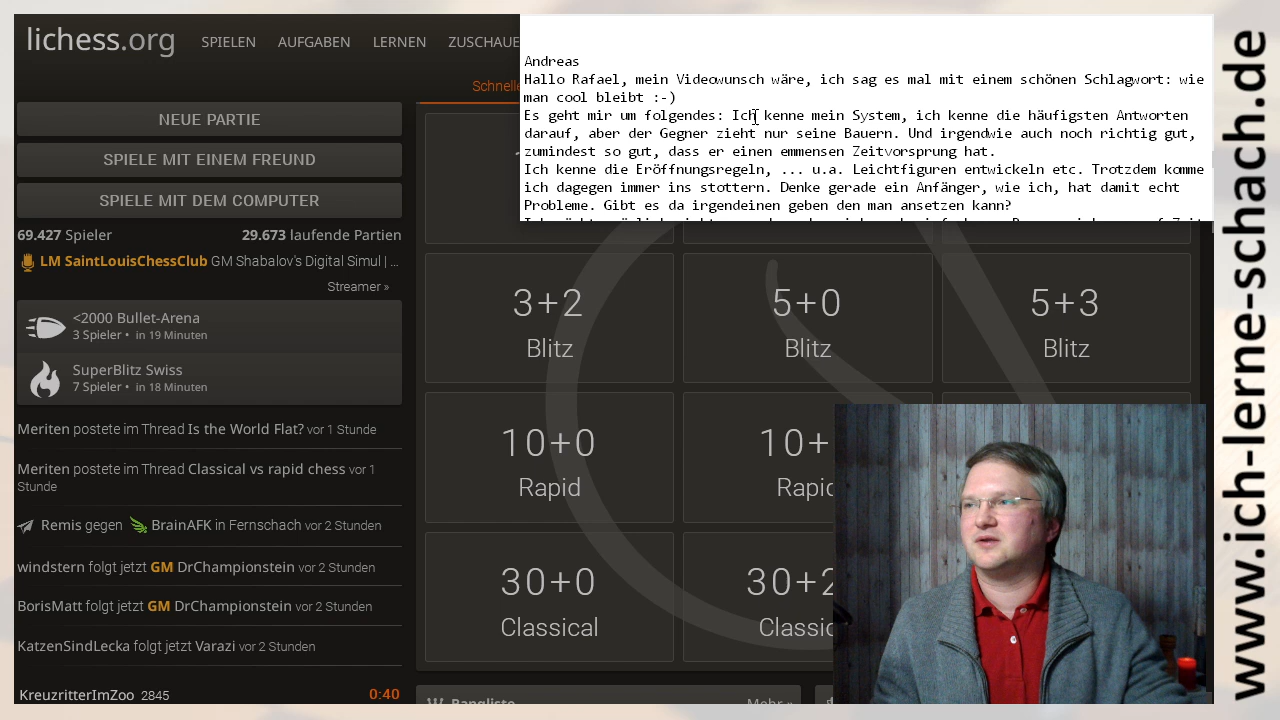 lichess.org SPIELEN AUFGABEN LERNEN ZUSCHAUE
Andreas
Hallo Rafael, mein Videowunsch wäre, ich sag es mal mit einem schönen Schlagwort: wie
man cool bleibt :-)
Es geht mir um folgendes: Ich kenne mein System, ich kenne die häufigsten Antworten
darauf, aber der Gegner zieht nur seine Bauern. Und irgendwie auch noch richtig gut,
zumindest so gut, dass er einen emmensen Zeitvorsprung hat.
Ich kenne die Eröffnungsregeln, ... u.a. Leichtfiguren entwickeln etc. Trotzdem komme
ich dagegen immer ins stottern. Denke gerade ein Anfänger, wie ich, hat damit echt
Probleme. Gibt es da irgendeinen geben den man ansetzen kann?
Schnelle
NEUE PARTIE
SPIELE MIT EINEM FREUND
SPIELE MIT DEM COMPUTER
69.427 Spieler 29.673 laufende Partien
LM SaintLouisChessClub GM Shabalov's Digital Simul | ...
Streamer »
<2000 Bullet-Arena
3 Spieler • in 19 Minuten
SuperBlitz Swiss
7 Spieler • in 18 Minuten
Meriten postete im Thread Is the World Flat? vor 1 Stunde
Meriten postete im Thread Classical vs rapid chess vor 1
Stunde
Remis gegen BrainAFK in Fernschach vor 2 Stunden
windstern folgt jetzt GM DrChampionstein vor 2 Stunden
BorisMatt folgt jetzt GM DrChampionstein vor 2 Stunden
KatzenSindLecka folgt jetzt Varazi vor 2 Stunden
KreuzritterImZoo 2845 0:40
3+2
Blitz
5+0
Blitz
5+3
Blitz
10+0
Rapid
10+
Rapid
30+0
Classical
30+2
Classic
Rangliste Mehr »
www.ich-lerne-schach.de